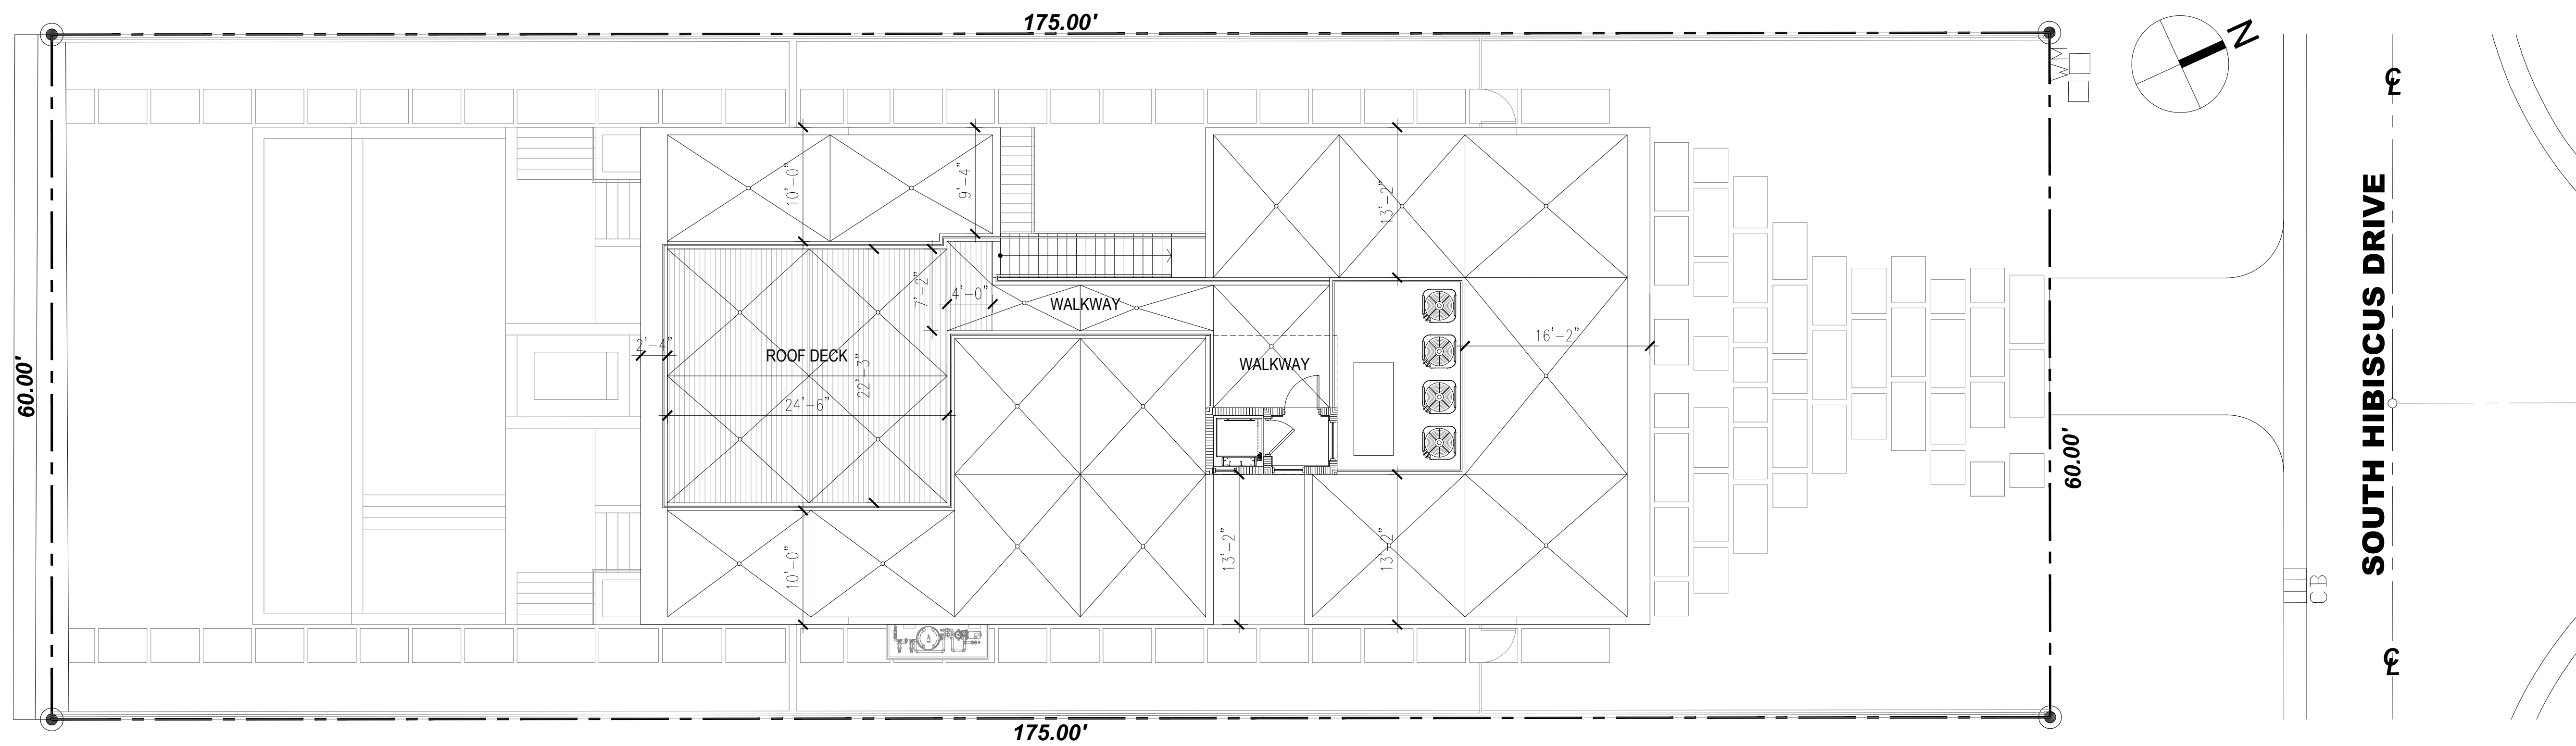 175.00'
N
WM
℄
10'-0"
9'-4"
13'-2"
7'-2"
4'-0"
WALKWAY
2'-4"
ROOF DECK
22'-3"
24'-6"
WALKWAY
16'-2"
60.00'
60.00'
SOUTH HIBISCUS DRIVE
10'-0"
13'-2"
13'-2"
CB
℄
175.00'